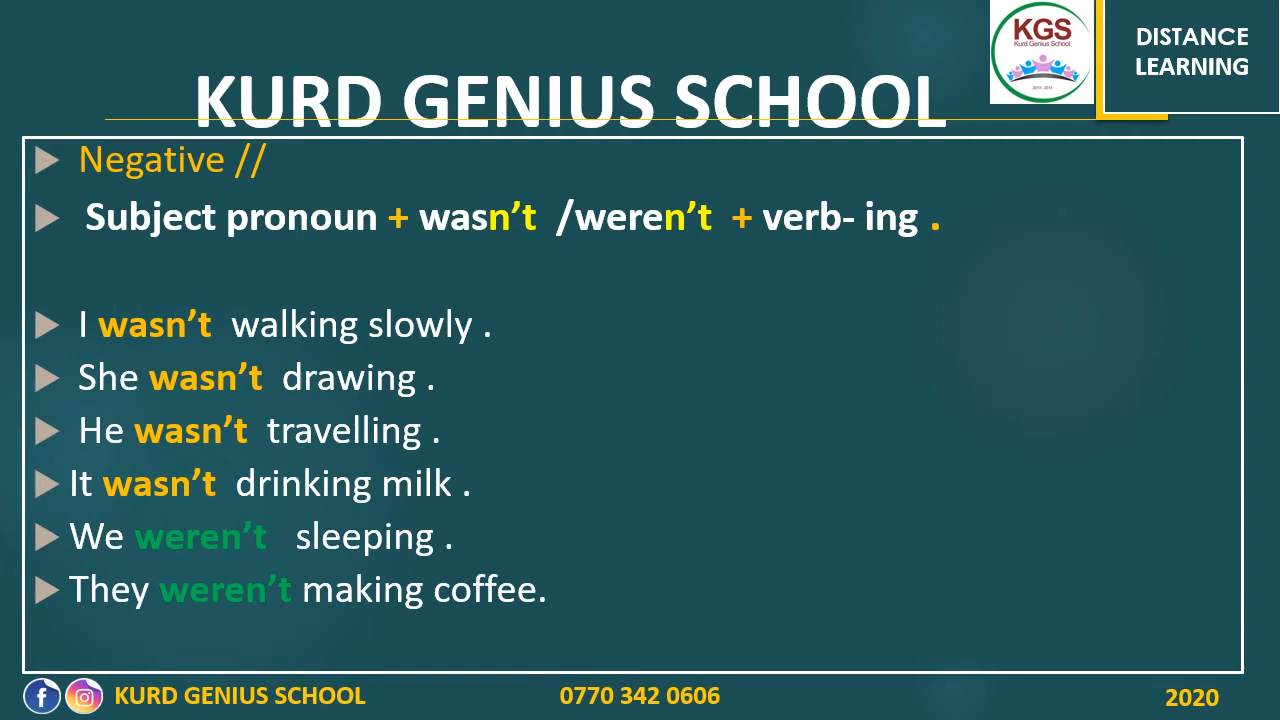 KGS
Kurd Genius School
2013 - 2014
DISTANCE
LEARNING
KURD GENIUS SCHOOL
Negative //
Subject pronoun + wasn’t /weren’t + verb- ing .
I wasn’t walking slowly .
She wasn’t drawing .
He wasn’t travelling .
It wasn’t drinking milk .
We weren’t sleeping .
They weren’t making coffee.
KURD GENIUS SCHOOL
0770 342 0606
2020